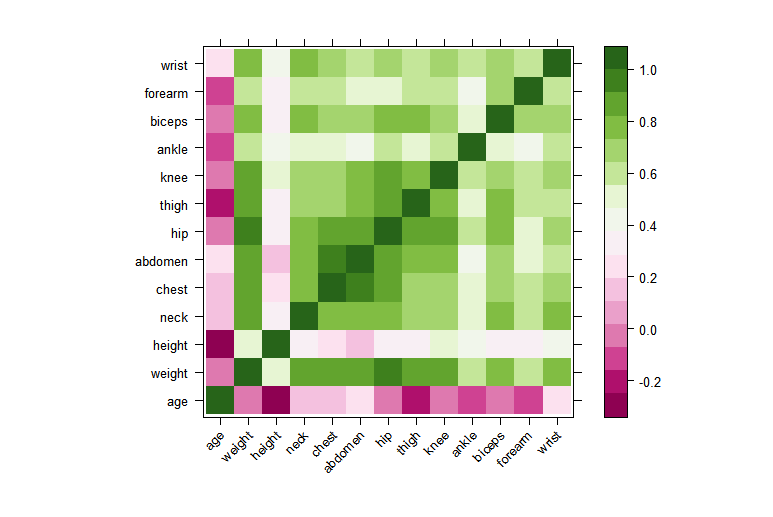 wrist
forearm
biceps
ankle
knee
thigh
hip
abdomen
chest
neck
height
weight
age
age weight height neck chest abdomen hip thigh knee ankle biceps forearm wrist
1.0
0.8
0.6
0.4
0.2
0.0
-0.2